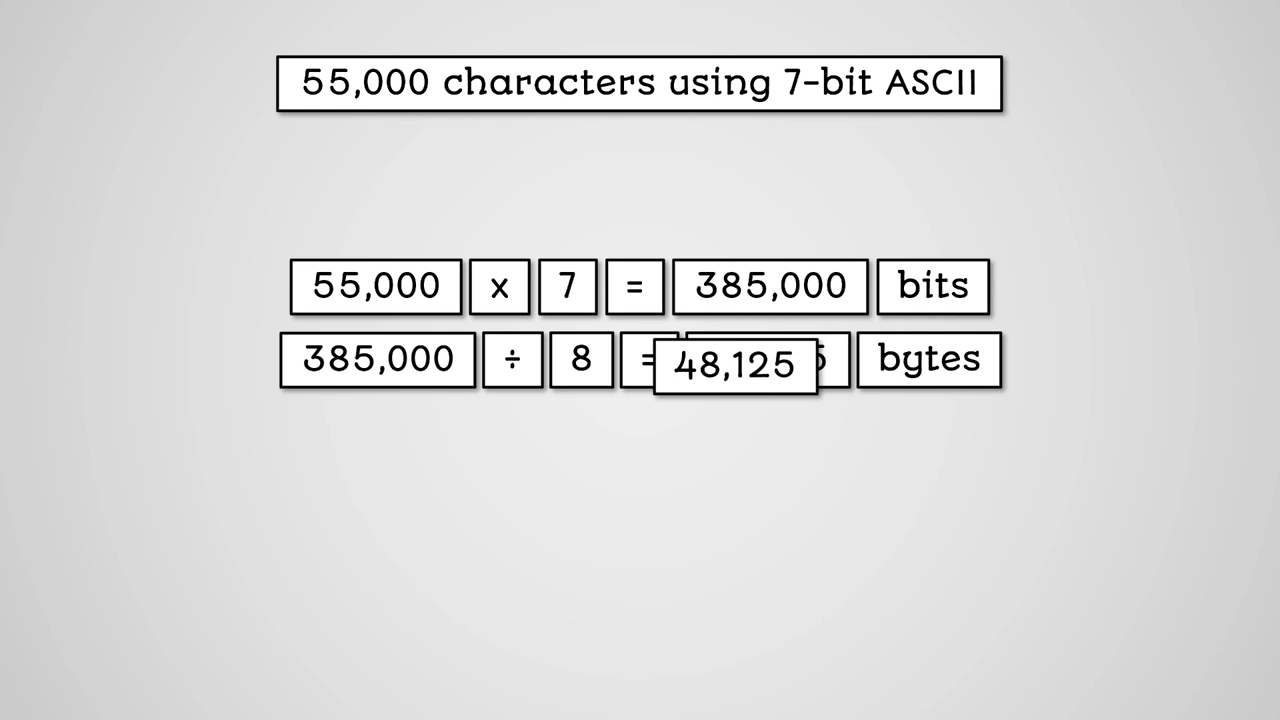 55,000 characters using 7-bit ASCII
55,000 x 7 = 385,000 bits
385,000 ÷ 8 = 48,125 bytes